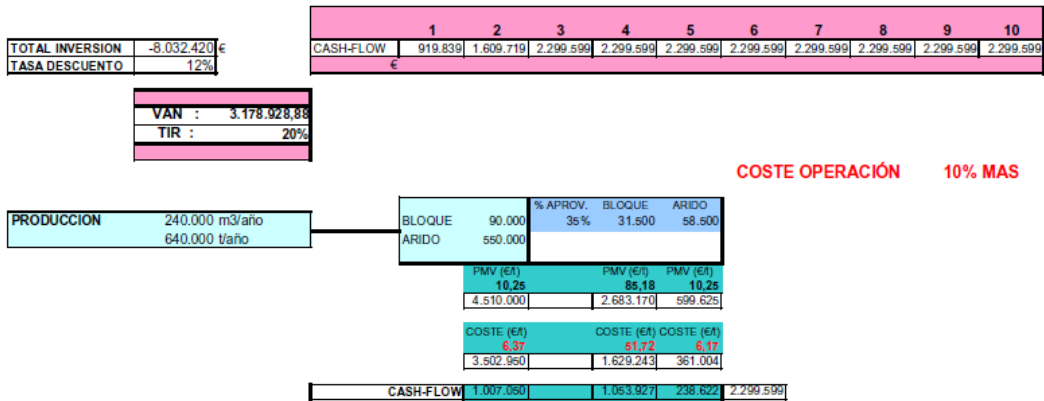 1 2 3 4 5 6 7 8 9 10
TOTAL INVERSION -8.032.420 € CASH-FLOW 919.839 1.609.719 2.299.599 2.299.599 2.299.599 2.299.599 2.299.599 2.299.599 2.299.599 2.299.599
TASA DESCUENTO 12% €
VAN : 3.178.928,88
TIR : 20%
COSTE OPERACIÓN 10% MAS
% APROV. BLOQUE ARIDO
PRODUCCION 240.000 m3/año BLOQUE 90.000 35% 31.500 58.500
640.000 t/año ARIDO 550.000
PMV (€/t) PMV (€/t) PMV (€/t)
10,25 85,18 10,25
4.510.000 2.683.170 599.625
COSTE (€/t) COSTE (€/t) COSTE (€/t)
6,37 51,72 6,17
3.502.950 1.629.243 361.004
CASH-FLOW 1.007.050 1.053.927 238.622 2.299.599